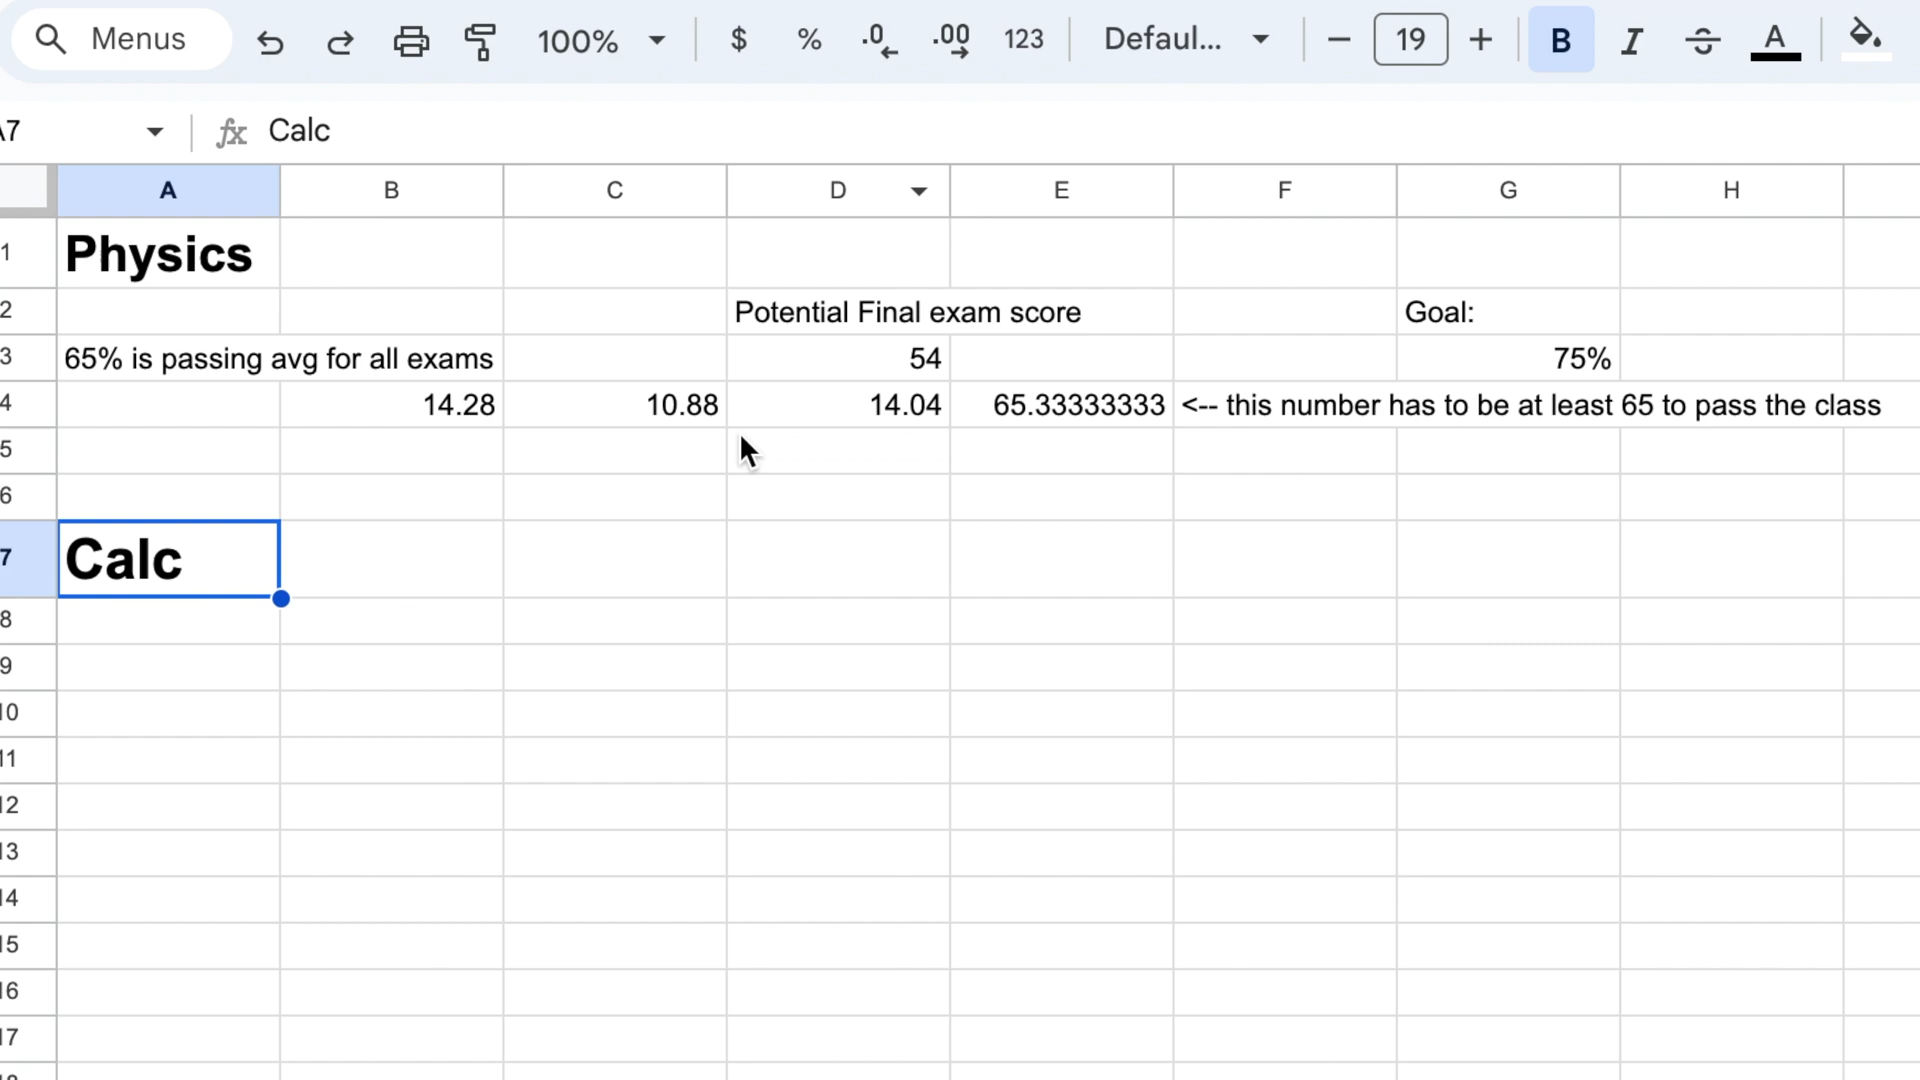 Menus 100% $ % .0 .00 123 Defaul... 19 B I S A
A7 fx Calc
A B C D E F G H
1 Physics
2 Potential Final exam score Goal:
3 65% is passing avg for all exams 54 75%
4 14.28 10.88 14.04 65.33333333 <-- this number has to be at least 65 to pass the class
5
6
7 Calc
8
9
10
11
12
13
14
15
16
17